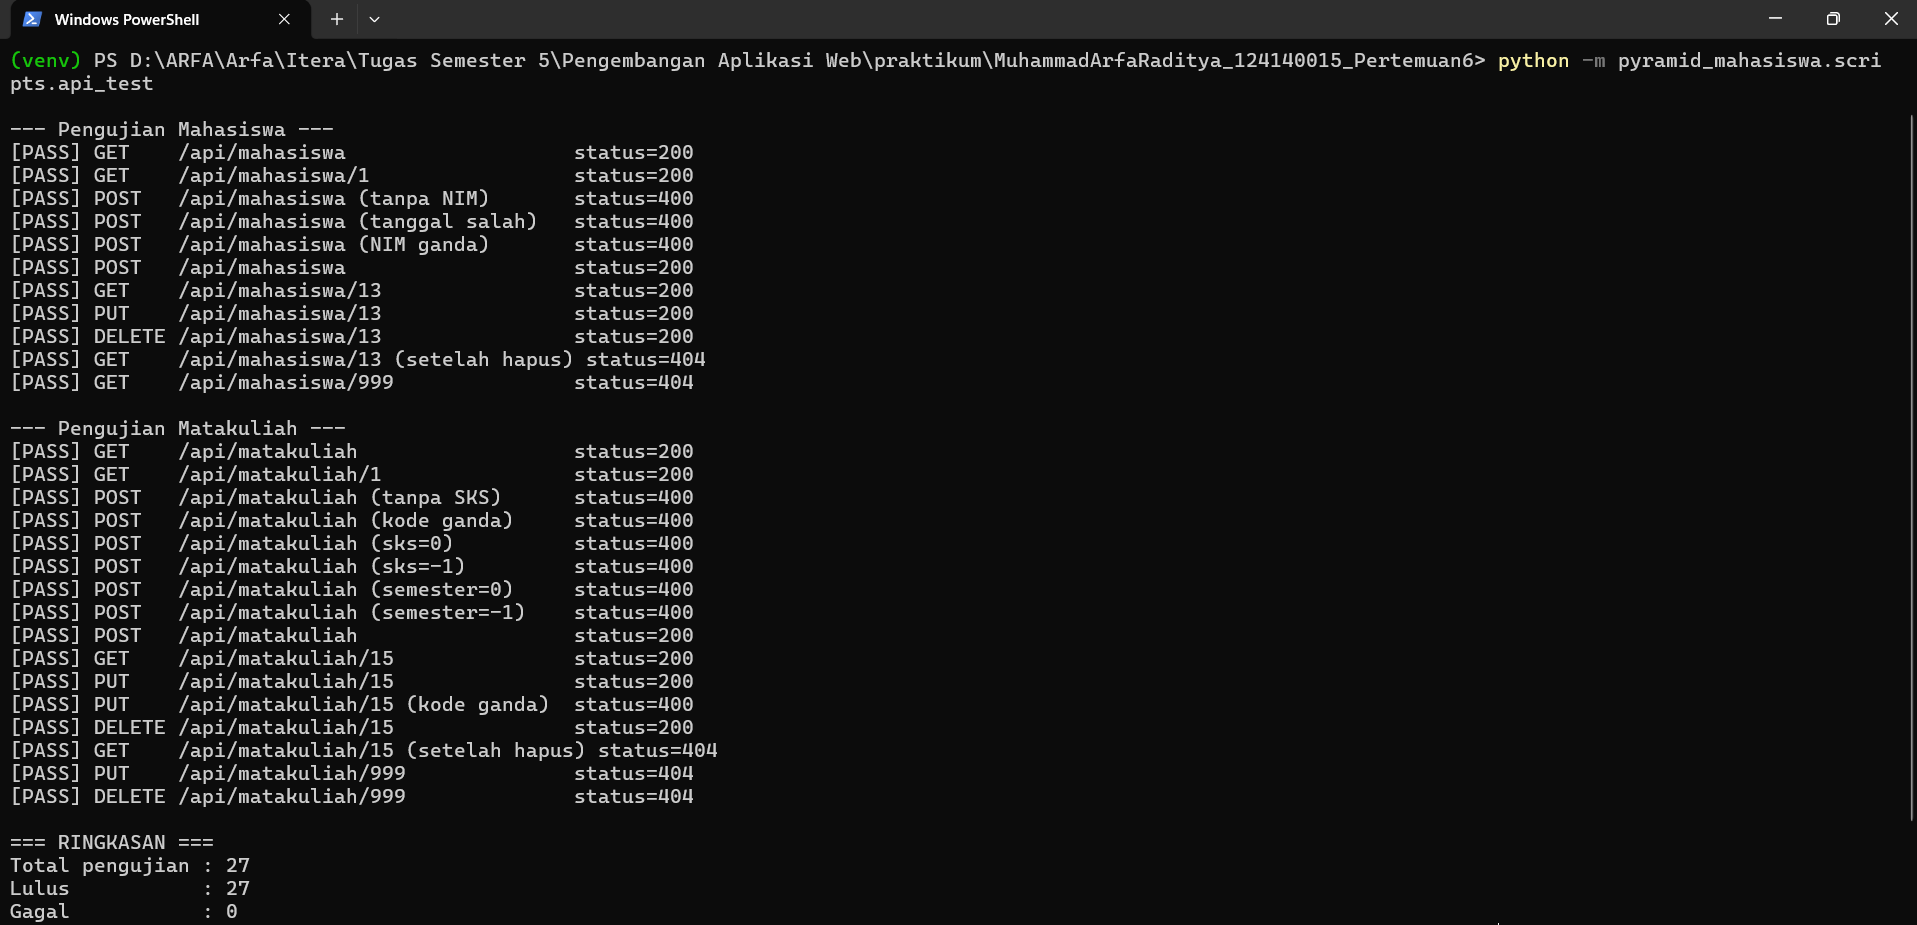 Windows PowerShell
(venv) PS D:\ARFA\Arfa\Itera\Tugas Semester 5\Pengembangan Aplikasi Web\praktikum\MuhammadArfaRaditya_124140015_Pertemuan6> python -m pyramid_mahasiswa.scri
pts.api_test
--- Pengujian Mahasiswa ---
[PASS] GET    /api/mahasiswa                   status=200
[PASS] GET    /api/mahasiswa/1                 status=200
[PASS] POST   /api/mahasiswa (tanpa NIM)       status=400
[PASS] POST   /api/mahasiswa (tanggal salah)   status=400
[PASS] POST   /api/mahasiswa (NIM ganda)       status=400
[PASS] POST   /api/mahasiswa                   status=200
[PASS] GET    /api/mahasiswa/13                status=200
[PASS] PUT    /api/mahasiswa/13                status=200
[PASS] DELETE /api/mahasiswa/13                status=200
[PASS] GET    /api/mahasiswa/13 (setelah hapus) status=404
[PASS] GET    /api/mahasiswa/999               status=404
--- Pengujian Matakuliah ---
[PASS] GET    /api/matakuliah                  status=200
[PASS] GET    /api/matakuliah/1                status=200
[PASS] POST   /api/matakuliah (tanpa SKS)      status=400
[PASS] POST   /api/matakuliah (kode ganda)     status=400
[PASS] POST   /api/matakuliah (sks=0)          status=400
[PASS] POST   /api/matakuliah (sks=-1)         status=400
[PASS] POST   /api/matakuliah (semester=0)     status=400
[PASS] POST   /api/matakuliah (semester=-1)    status=400
[PASS] POST   /api/matakuliah                  status=200
[PASS] GET    /api/matakuliah/15               status=200
[PASS] PUT    /api/matakuliah/15               status=200
[PASS] PUT    /api/matakuliah/15 (kode ganda)  status=400
[PASS] DELETE /api/matakuliah/15               status=200
[PASS] GET    /api/matakuliah/15 (setelah hapus) status=404
[PASS] PUT    /api/matakuliah/999              status=404
[PASS] DELETE /api/matakuliah/999              status=404
=== RINGKASAN ===
Total pengujian : 27
Lulus           : 27
Gagal           : 0